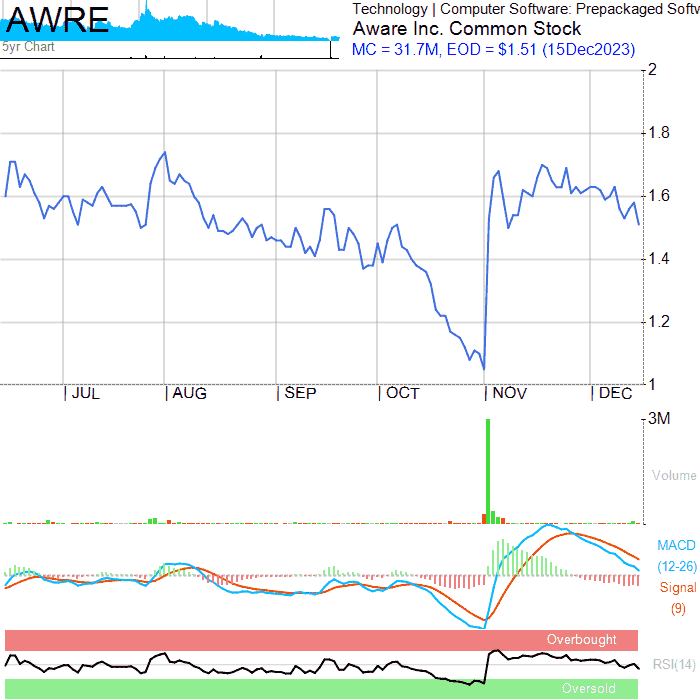 AWRE
5yr Chart
Technology | Computer Software: Prepackaged Softw
Aware Inc. Common Stock
MC = 31.7M, EOD = $1.51 (15Dec2023)
2
1.8
1.6
1.4
1.2
1
JUL AUG SEP OCT NOV DEC
3M
Volume
MACD
(12-26)
Signal
(9)
Overbought
RSI(14)
Oversold